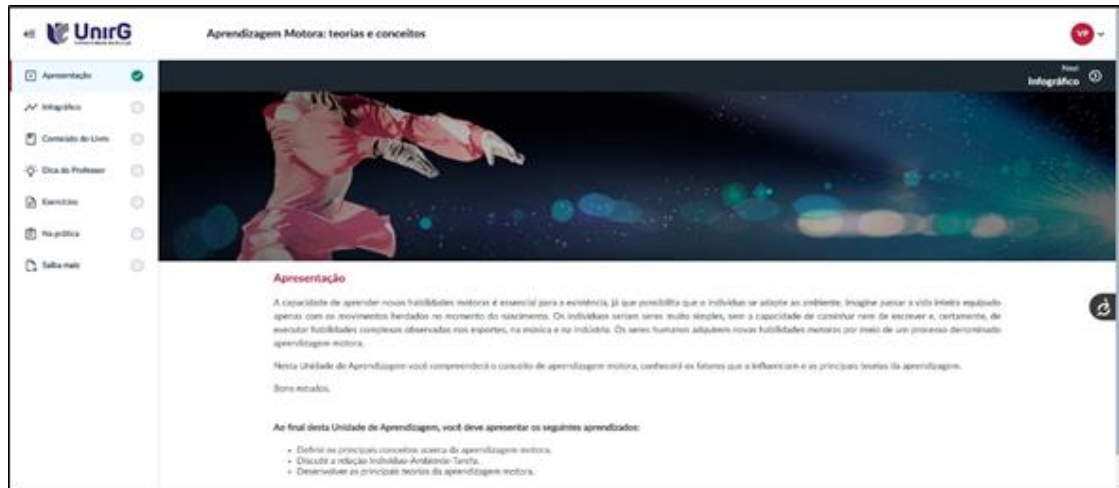 UnirG
Aprendizagem Motora: teorias e conceitos
VP
Apresentação
Next
Infográfico
Infográfico
Conteúdo do Livro
Dica do Professor
Exercícios
Na prática
Saiba mais
Apresentação
A capacidade de aprender novas habilidades motoras é essencial para a existência, já que possibilita que o indivíduo se adapte ao ambiente. Imagine passar a vida inteira equipado
apenas com os movimentos herdados no momento do nascimento. Os indivíduos seriam seres muito simples, sem a capacidade de caminhar nem de escrever e, certamente, de
executar habilidades complexas observadas nos esportes, na música e na indústria. Os seres humanos adquirem novas habilidades motoras por meio de um processo denominado
aprendizagem motora.
Nesta Unidade de Aprendizagem você compreenderá o conceito de aprendizagem motora, conhecerá os fatores que a influenciam e as principais teorias da aprendizagem.
Bons estudos.
Ao final desta Unidade de Aprendizagem, você deve apresentar os seguintes aprendizados:
• Definir os principais conceitos acerca da aprendizagem motora.
• Discutir a relação Indivíduo-Ambiente-Tarefa.
• Desenvolver as principais teorias da aprendizagem motora.